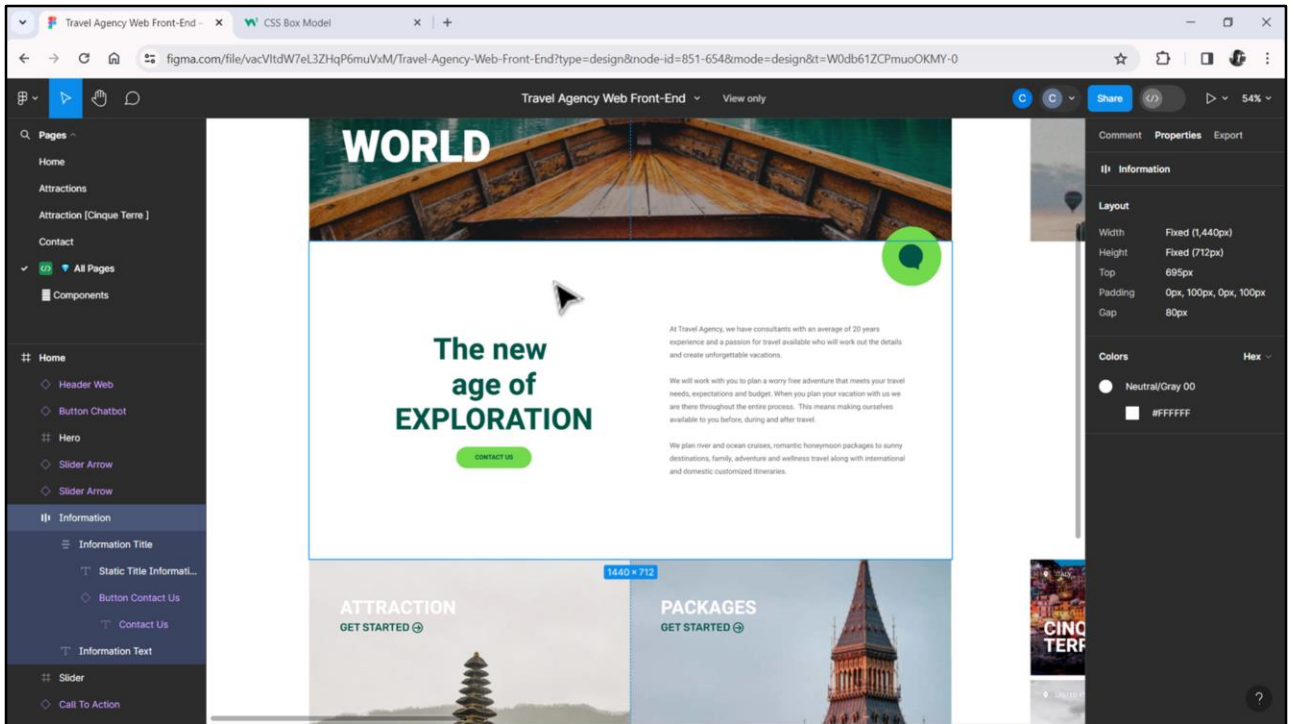 Travel Agency Web Front-End –
CSS Box Model
figma.com/file/vacVItdW7eL3ZHqP6muVxM/Travel-Agency-Web-Front-End?type=design&node-id=851-654&mode=design&t=W0db61ZCPmuoOKMY-0
Travel Agency Web Front-End
View only
C
C
Share
54%
Pages
Home
Attractions
Attraction [Cinque Terre ]
Contact
All Pages
Components
Home
Header Web
Button Chatbot
Hero
Slider Arrow
Slider Arrow
Information
Information Title
Static Title Informati...
Button Contact Us
Contact Us
Information Text
Slider
Call To Action
WORLD
The new
age of
EXPLORATION
CONTACT US
At Travel Agency, we have consultants with an average of 20 years
experience and a passion for travel available who will work out the details
and create unforgettable vacations.
We will work with you to plan a worry free adventure that meets your travel
needs, expectations and budget. When you plan your vacation with us we
are there throughout the entire process. This means making ourselves
available to you before, during and after travel.
We plan river and ocean cruises, romantic honeymoon packages to sunny
destinations, family, adventure and wellness travel along with international
and domestic customized itineraries.
1440 × 712
ATTRACTION
GET STARTED
PACKAGES
GET STARTED
ITALY
CINQ
TERR
Comment
Properties
Export
Information
Layout
Width Fixed (1,440px)
Height Fixed (712px)
Top 695px
Padding 0px, 100px, 0px, 100px
Gap 80px
Colors
Hex
Neutral/Gray 00
#FFFFFF
?